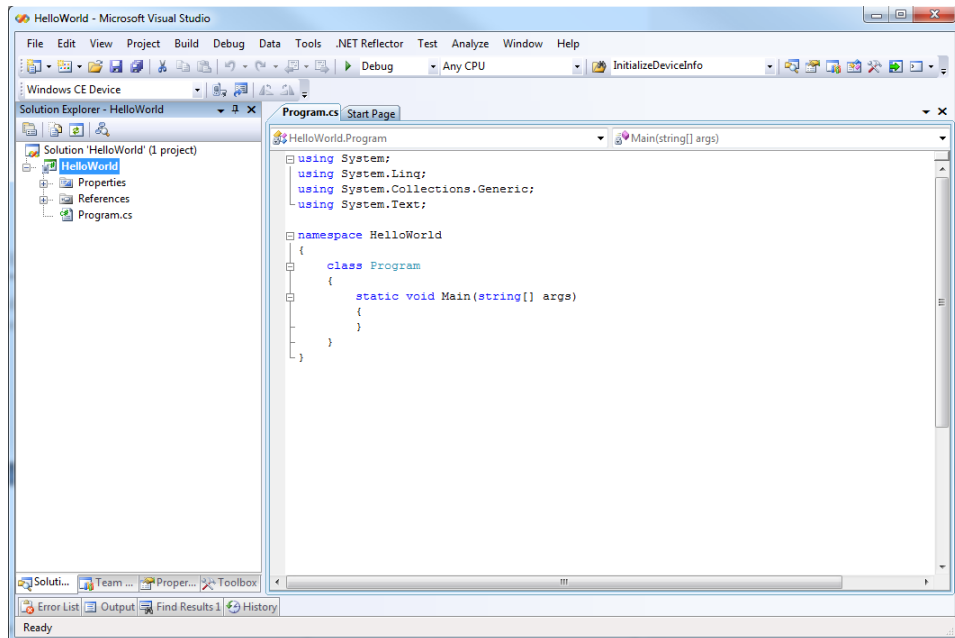 HelloWorld - Microsoft Visual Studio
File Edit View Project Build Debug Data Tools .NET Reflector Test Analyze Window Help
Debug Any CPU InitializeDeviceInfo
Windows CE Device
Solution Explorer - HelloWorld
Program.cs Start Page
HelloWorld.Program Main(string[] args)
Solution 'HelloWorld' (1 project)
HelloWorld
Properties
References
Program.cs
using System;
using System.Linq;
using System.Collections.Generic;
using System.Text;
namespace HelloWorld
{
class Program
{
static void Main(string[] args)
{
}
}
}
Soluti... Team ... Proper... Toolbox
Error List Output Find Results 1 History
Ready